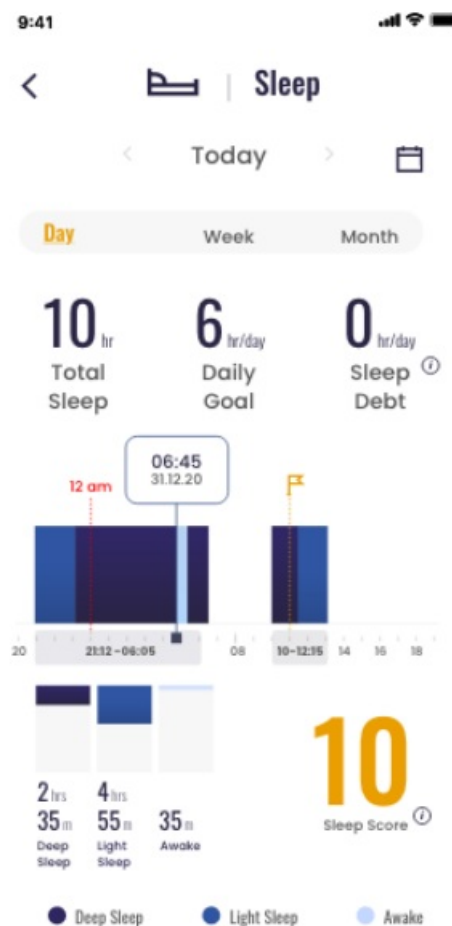 9:41
Sleep
Today
Day Week Month
10 hr 6 hr/day 0 hr/day
Total Sleep
Daily Goal
Sleep Debt
06:45
31.12.20
12 am
20 21:12-06:05 08 10-12:15 14 16 18
2 hrs 35 m
Deep Sleep
4 hrs 55 m
Light Sleep
35 m
Awake
10
Sleep Score
Deep Sleep Light Sleep Awake